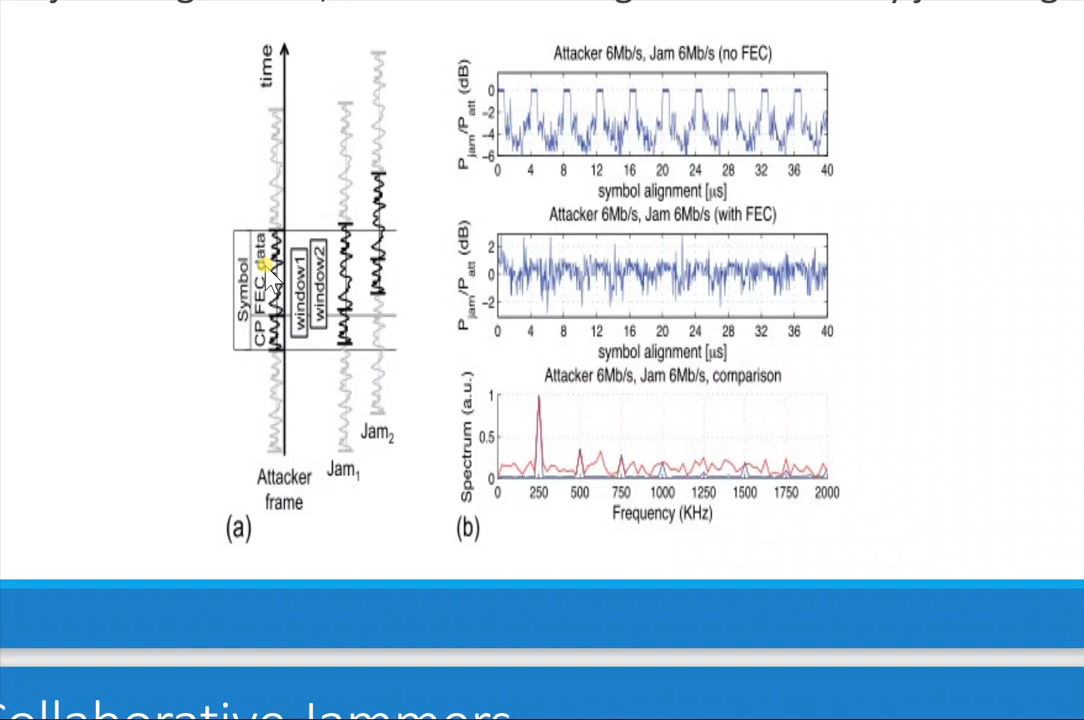 time
Symbol
CP FEC data
window1
window2
Jam2
Jam1
Attacker
frame
(a)
Attacker 6Mb/s, Jam 6Mb/s (no FEC)
Pjam/Patt (dB)
0
−2
−4
−6
0 4 8 12 16 20 24 28 32 36 40
symbol alignment [μs]
Attacker 6Mb/s, Jam 6Mb/s (with FEC)
Pjam/Patt (dB)
2
0
−2
0 4 8 12 16 20 24 28 32 36 40
symbol alignment [μs]
Attacker 6Mb/s, Jam 6Mb/s, comparison
Spectrum (a.u.)
1
0.5
0
0 250 500 750 1000 1250 1500 1750 2000
Frequency (KHz)
(b)
Collaborative Jammers